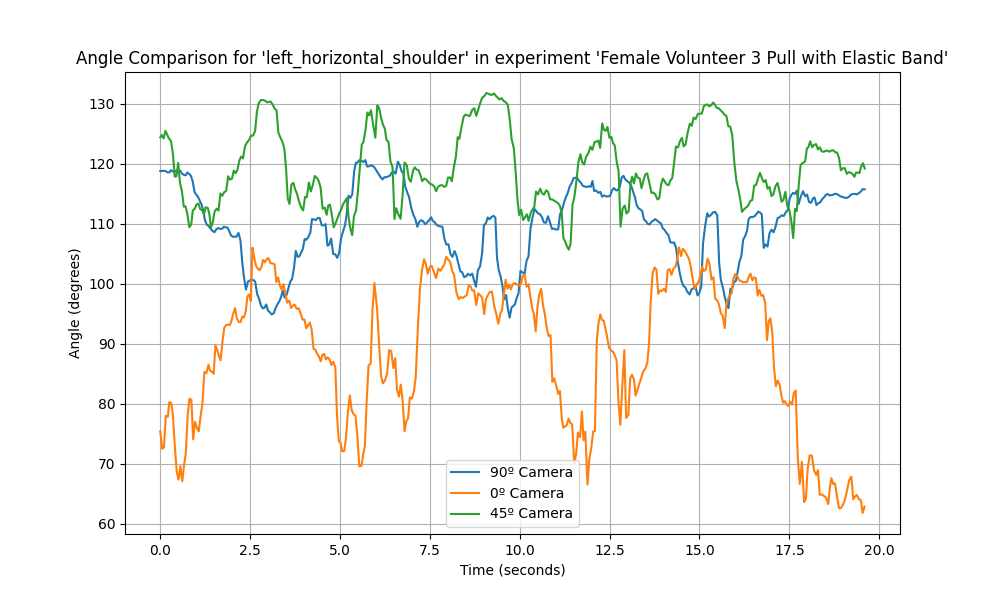 Angle Comparison for 'left_horizontal_shoulder' in experiment 'Female Volunteer 3 Pull with Elastic Band'
Angle (degrees)
130
120
110
100
90
80
70
60
90º Camera
0º Camera
45º Camera
0.0 2.5 5.0 7.5 10.0 12.5 15.0 17.5 20.0
Time (seconds)